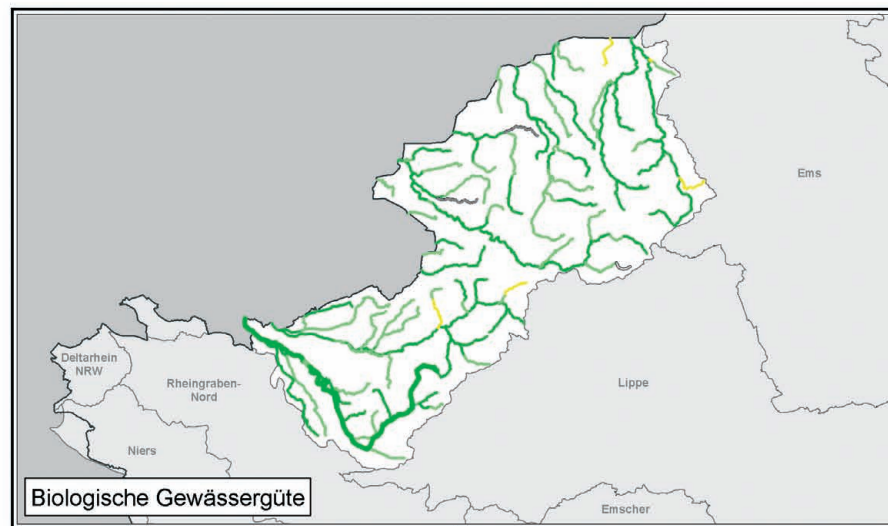 Ems
Deltarhein
NRW
Rheingraben-
Nord
Lippe
Niers
Biologische Gewässergüte
Emscher